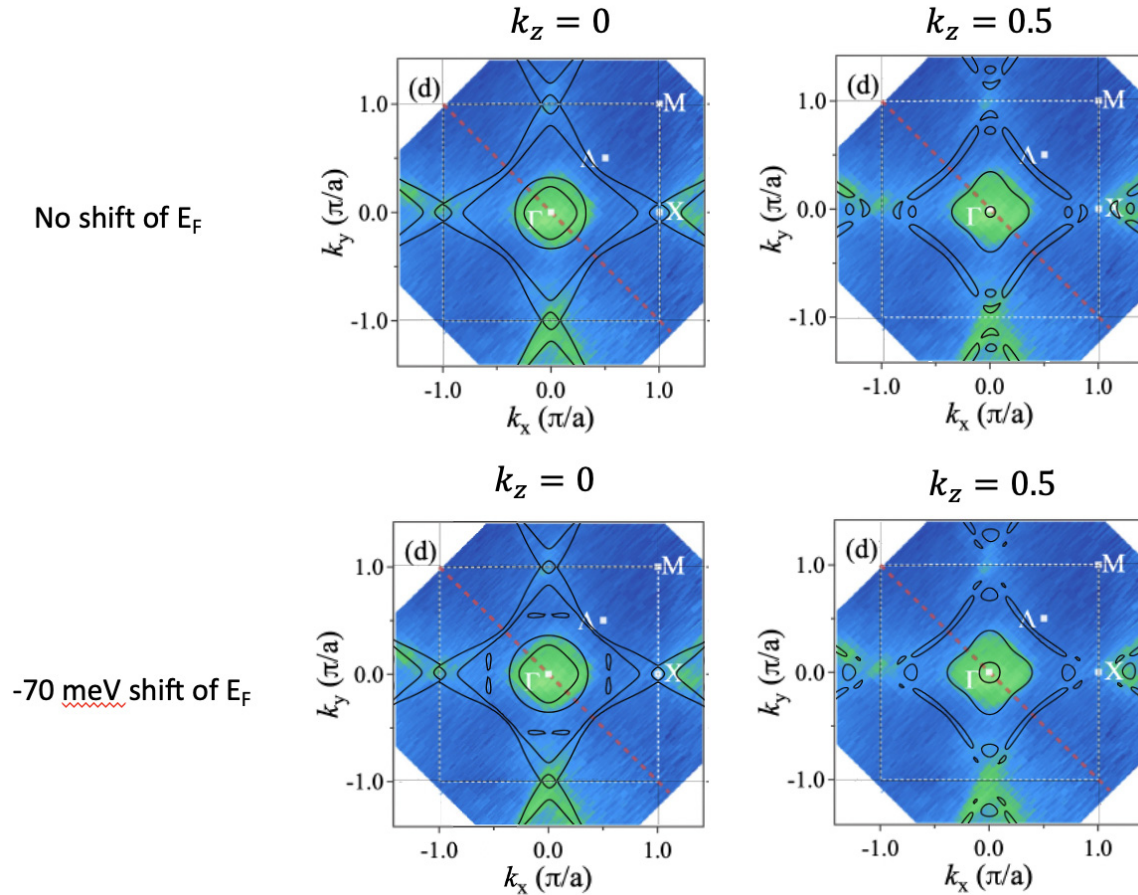 k_z = 0
k_z = 0.5
No shift of E_F
(d)
M
Λ
Γ
X
1.0
0.0
-1.0
k_y (π/a)
-1.0
0.0
1.0
k_x (π/a)
(d)
M
Λ
Γ
X
1.0
0.0
-1.0
k_y (π/a)
-1.0
0.0
1.0
k_x (π/a)
k_z = 0
k_z = 0.5
-70 meV shift of E_F
(d)
M
Λ
Γ
X
1.0
0.0
-1.0
k_y (π/a)
-1.0
0.0
1.0
k_x (π/a)
(d)
M
Λ
Γ
X
1.0
0.0
-1.0
k_y (π/a)
-1.0
0.0
1.0
k_x (π/a)